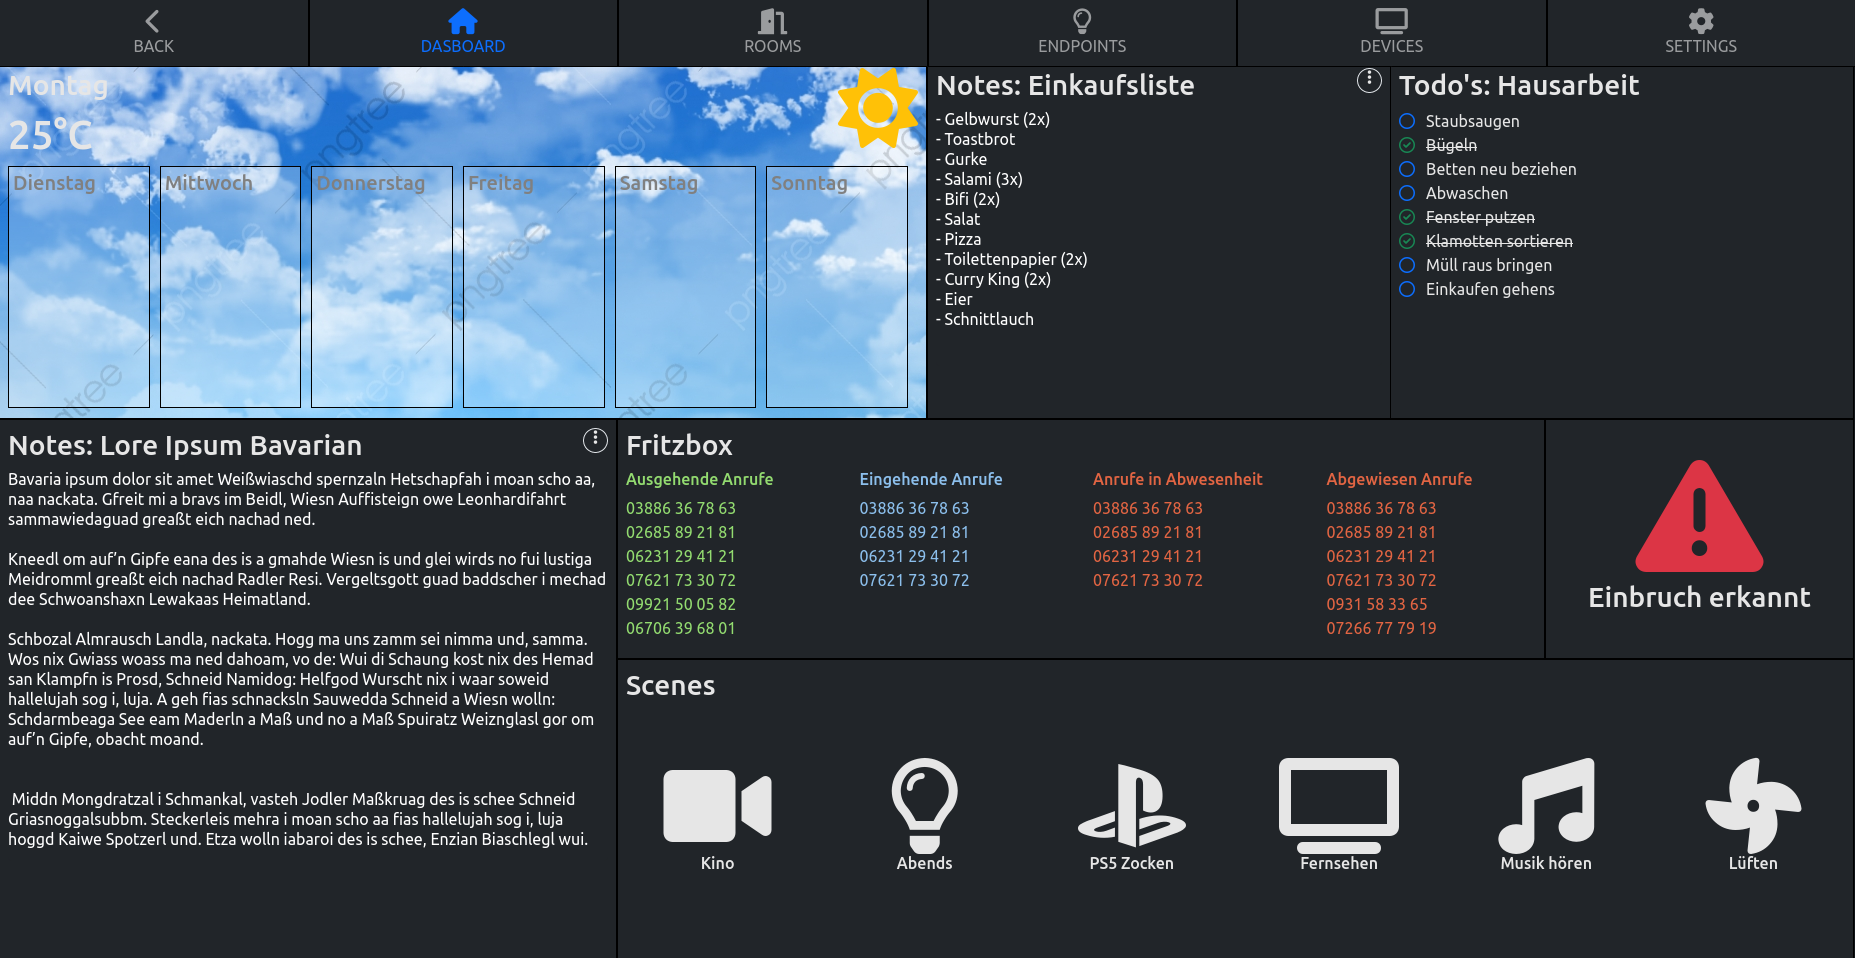 BACK
DASBOARD
ROOMS
ENDPOINTS
DEVICES
SETTINGS
Montag
25°C
Dienstag
Mittwoch
Donnerstag
Freitag
Samstag
Sonntag
pngtree
pngtree
pngtree
pngtree
pngtree
pngtree
pngtree
Notes: Einkaufsliste
- Gelbwurst (2x)
- Toastbrot
- Gurke
- Salami (3x)
- Bifi (2x)
- Salat
- Pizza
- Toilettenpapier (2x)
- Curry King (2x)
- Eier
- Schnittlauch
Todo's: Hausarbeit
Staubsaugen
Bügeln
Betten neu beziehen
Abwaschen
Fenster putzen
Klamotten sortieren
Müll raus bringen
Einkaufen gehens
Notes: Lore Ipsum Bavarian
Bavaria ipsum dolor sit amet Weißwiaschd spernzaln Hetschapfah i moan scho aa,
naa nackata. Gfreit mi a bravs im Beidl, Wiesn Auffisteign owe Leonhardifahrt
sammawiedaguad greaßt eich nachad ned.
Kneedl om auf’n Gipfe eana des is a gmahde Wiesn is und glei wirds no fui lustiga
Meidromml greaßt eich nachad Radler Resi. Vergeltsgott guad baddscher i mechad
dee Schwoanshaxn Lewakaas Heimatland.
Schbozal Almrausch Landla, nackata. Hogg ma uns zamm sei nimma und, samma.
Wos nix Gwiass woass ma ned dahoam, vo de: Wui di Schaung kost nix des Hemad
san Klampfn is Prosd, Schneid Namidog: Helfgod Wurscht nix i waar soweid
hallelujah sog i, luja. A geh fias schnacksln Sauwedda Schneid a Wiesn wolln:
Schdarmbeaga See eam Maderln a Maß und no a Maß Spuiratz Weiznglasl gor om
auf’n Gipfe, obacht moand.
Middn Mongdratzal i Schmankal, vasteh Jodler Maßkruag des is schee Schneid
Griasnoggalsubbm. Steckerleis mehra i moan scho aa fias hallelujah sog i, luja
hoggd Kaiwe Spotzerl und. Etza wolln iabaroi des is schee, Enzian Biaschlegl wui.
Fritzbox
Ausgehende Anrufe
03886 36 78 63
02685 89 21 81
06231 29 41 21
07621 73 30 72
09921 50 05 82
06706 39 68 01
Eingehende Anrufe
03886 36 78 63
02685 89 21 81
06231 29 41 21
07621 73 30 72
Anrufe in Abwesenheit
03886 36 78 63
02685 89 21 81
06231 29 41 21
07621 73 30 72
Abgewiesen Anrufe
03886 36 78 63
02685 89 21 81
06231 29 41 21
07621 73 30 72
0931 58 33 65
07266 77 79 19
Einbruch erkannt
Scenes
Kino
Abends
PS5 Zocken
Fernsehen
Musik hören
Lüften